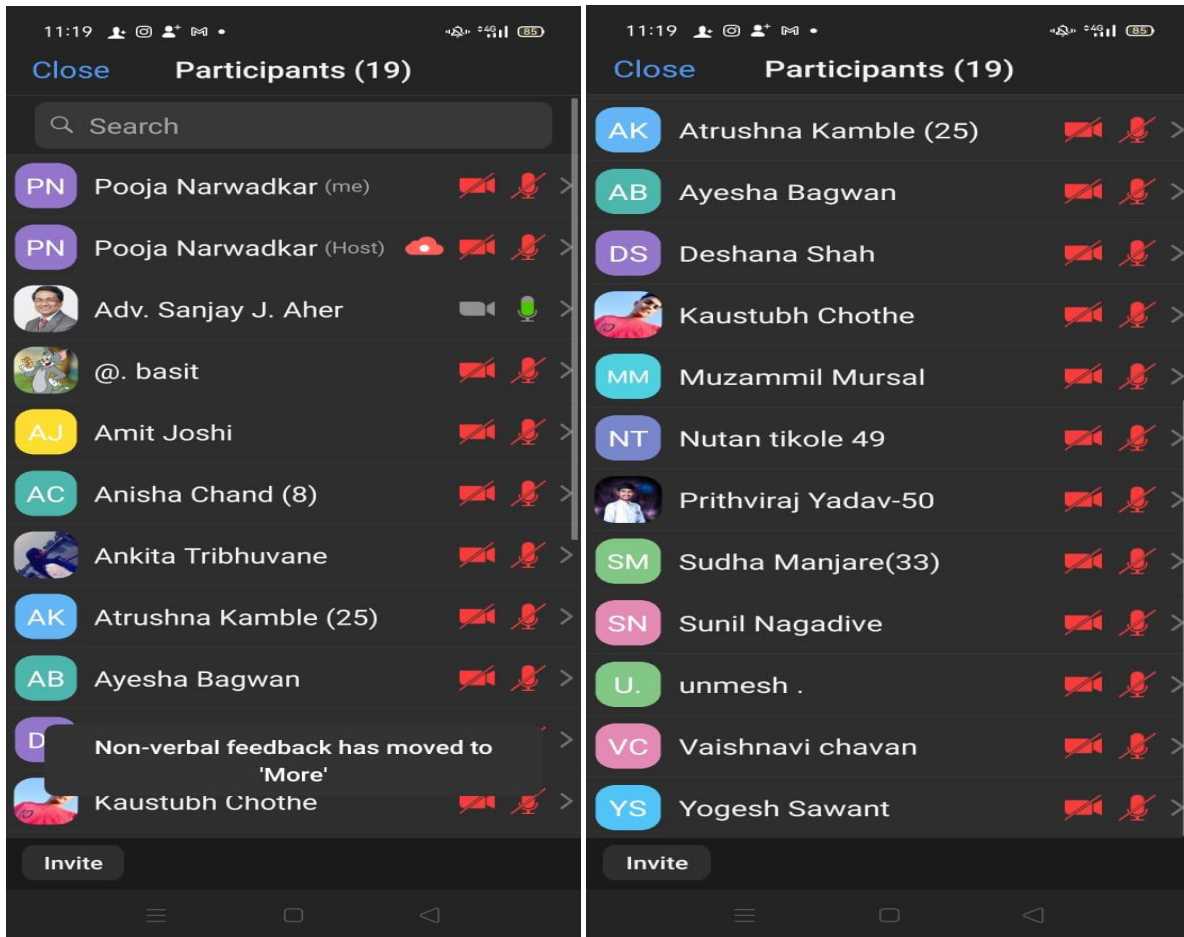 11:19
4G
85
Close Participants (19)
Search
PN Pooja Narwadkar (me)
PN Pooja Narwadkar (Host)
Adv. Sanjay J. Aher
@. basit
AJ Amit Joshi
AC Anisha Chand (8)
Ankita Tribhuvane
AK Atrushna Kamble (25)
AB Ayesha Bagwan
D
Non-verbal feedback has moved to
'More'
Kaustubh Chothe
Invite
11:19
4G
85
Close Participants (19)
AK Atrushna Kamble (25)
AB Ayesha Bagwan
DS Deshana Shah
Kaustubh Chothe
MM Muzammil Mursal
NT Nutan tikole 49
Prithviraj Yadav-50
SM Sudha Manjare(33)
SN Sunil Nagadive
U. unmesh .
VC Vaishnavi chavan
YS Yogesh Sawant
Invite